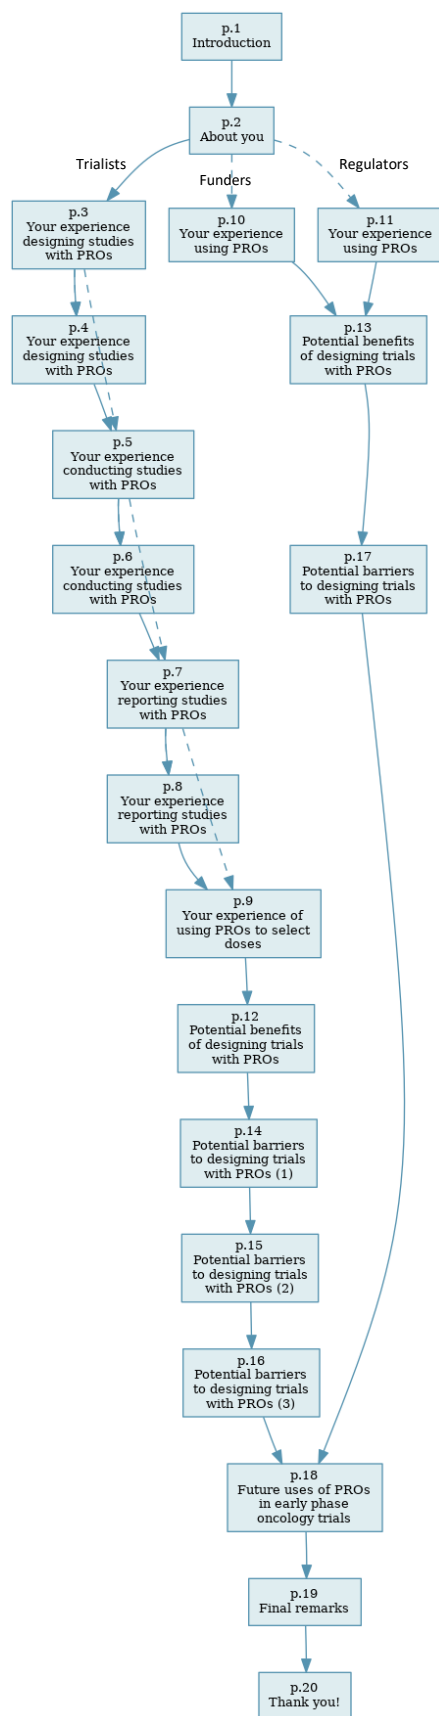 p.1
Introduction
p.2
About you
Trialists
Funders
Regulators
p.3
Your experience
designing studies
with PROs
p.10
Your experience
using PROs
p.11
Your experience
using PROs
p.4
Your experience
designing studies
with PROs
p.13
Potential benefits
of designing trials
with PROs
p.5
Your experience
conducting studies
with PROs
p.6
Your experience
conducting studies
with PROs
p.17
Potential barriers
to designing trials
with PROs
p.7
Your experience
reporting studies
with PROs
p.8
Your experience
reporting studies
with PROs
p.9
Your experience of
using PROs to select
doses
p.12
Potential benefits
of designing trials
with PROs
p.14
Potential barriers
to designing trials
with PROs (1)
p.15
Potential barriers
to designing trials
with PROs (2)
p.16
Potential barriers
to designing trials
with PROs (3)
p.18
Future uses of PROs
in early phase
oncology trials
p.19
Final remarks
p.20
Thank you!